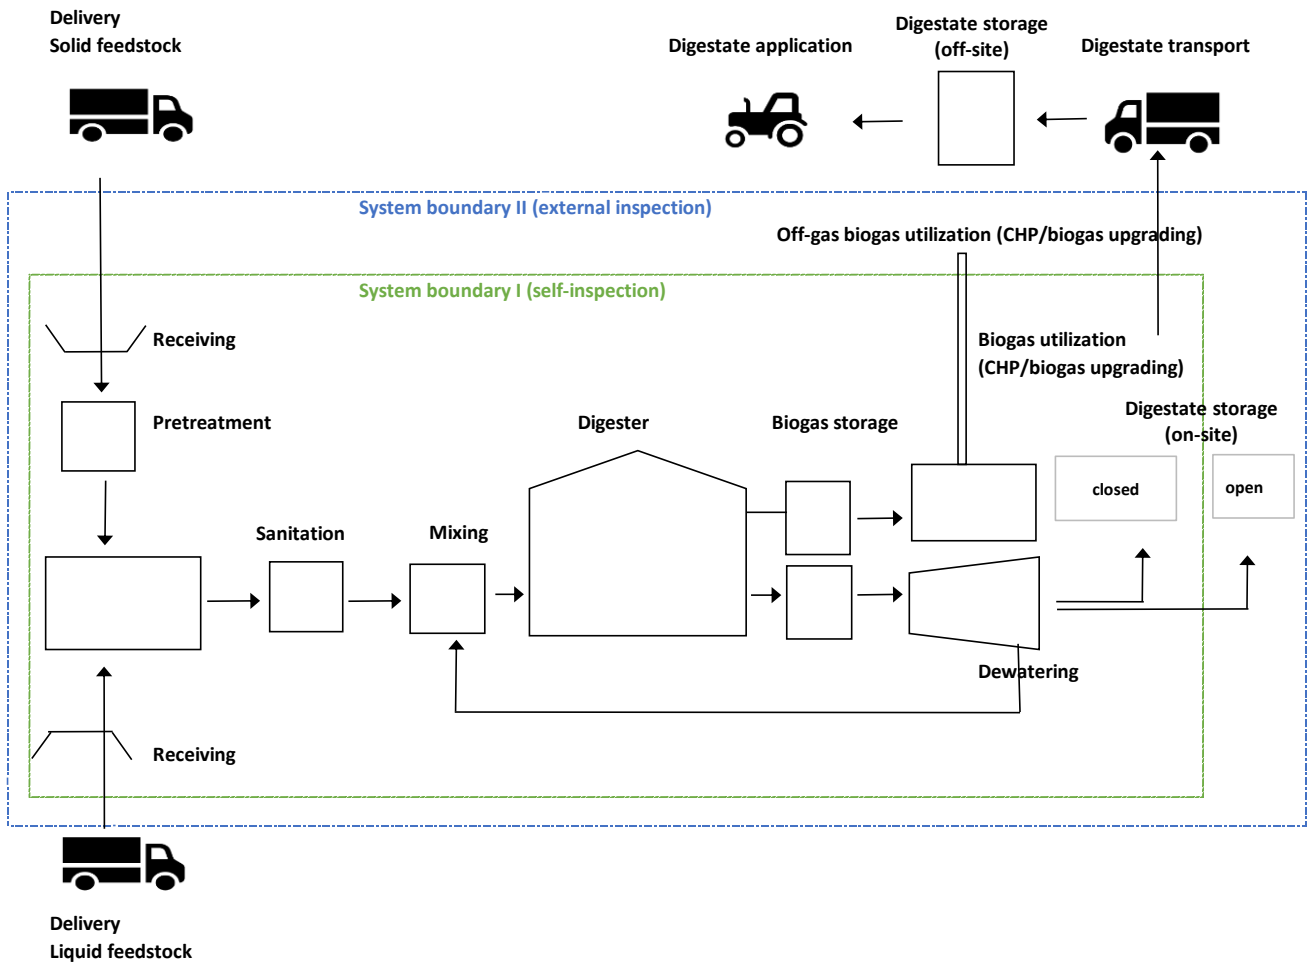 Delivery
Solid feedstock
Digestate application
Digestate storage
(off-site)
Digestate transport
System boundary II (external inspection)
Off-gas biogas utilization (CHP/biogas upgrading)
System boundary I (self-inspection)
Receiving
Biogas utilization
(CHP/biogas upgrading)
Pretreatment
Digester
Biogas storage
Digestate storage
(on-site)
closed
open
Sanitation
Mixing
Dewatering
Receiving
Delivery
Liquid feedstock